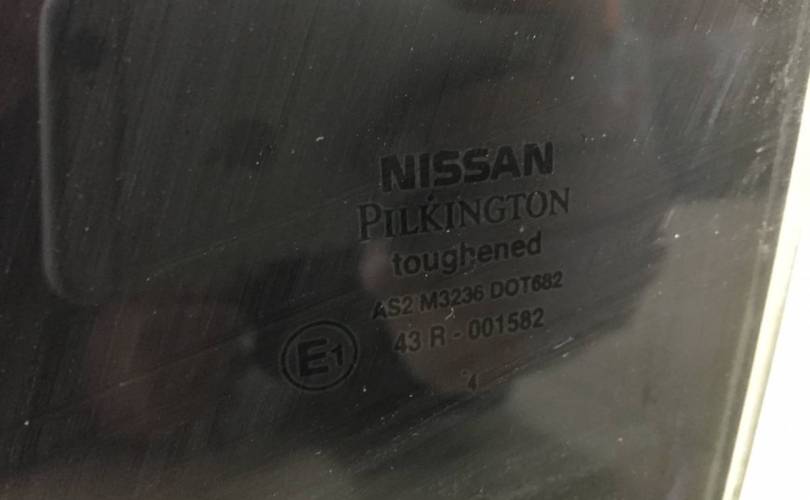 NISSAN
PILKINGTON
toughened
AS2 M3236 DOT682
43 R - 001582
E1
4